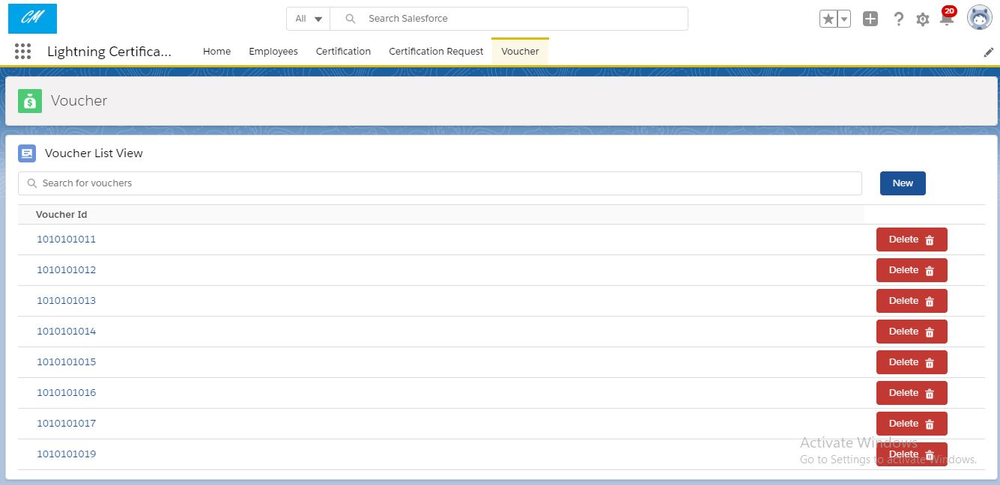 CM
All Search Salesforce
20
Lightning Certifica... Home Employees Certification Certification Request Voucher
Voucher
Voucher List View
Search for vouchers New
Voucher Id
1010101011 Delete
1010101012 Delete
1010101013 Delete
1010101014 Delete
1010101015 Delete
1010101016 Delete
1010101017 Delete
Activate Windows
1010101019 Delete
Go to Settings to activate Windows.